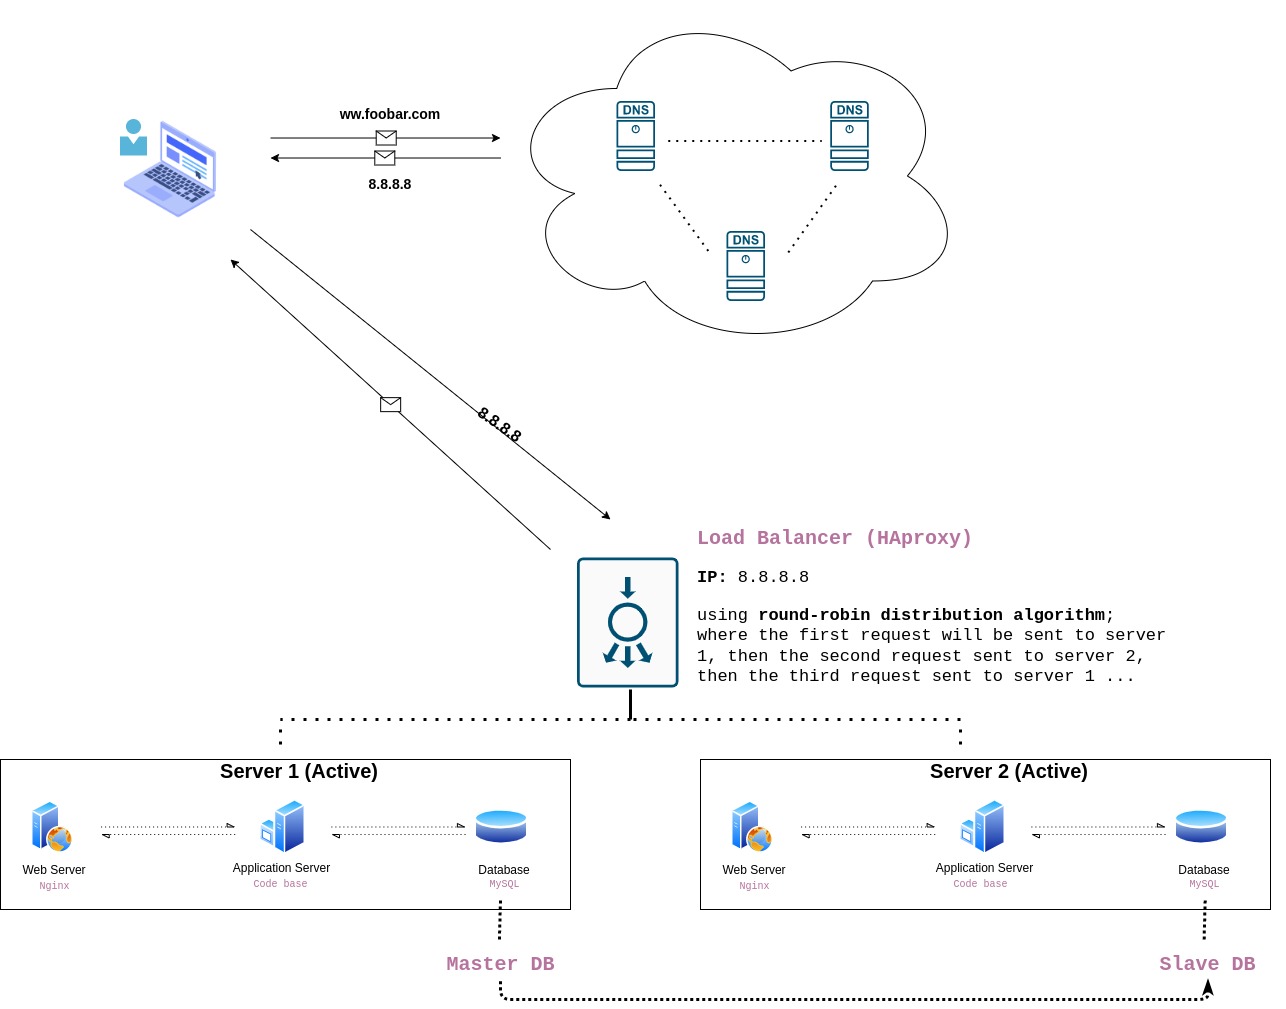 ww.foobar.com
8.8.8.8
DNS
DNS
DNS
8.8.8.8
Load Balancer (HAproxy)
IP: 8.8.8.8
using round-robin distribution algorithm;
where the first request will be sent to server
1, then the second request sent to server 2,
then the third request sent to server 1 ...
Server 1 (Active)
Web Server
Nginx
Application Server
Code base
Database
MySQL
Server 2 (Active)
Web Server
Nginx
Application Server
Code base
Database
MySQL
Master DB
Slave DB